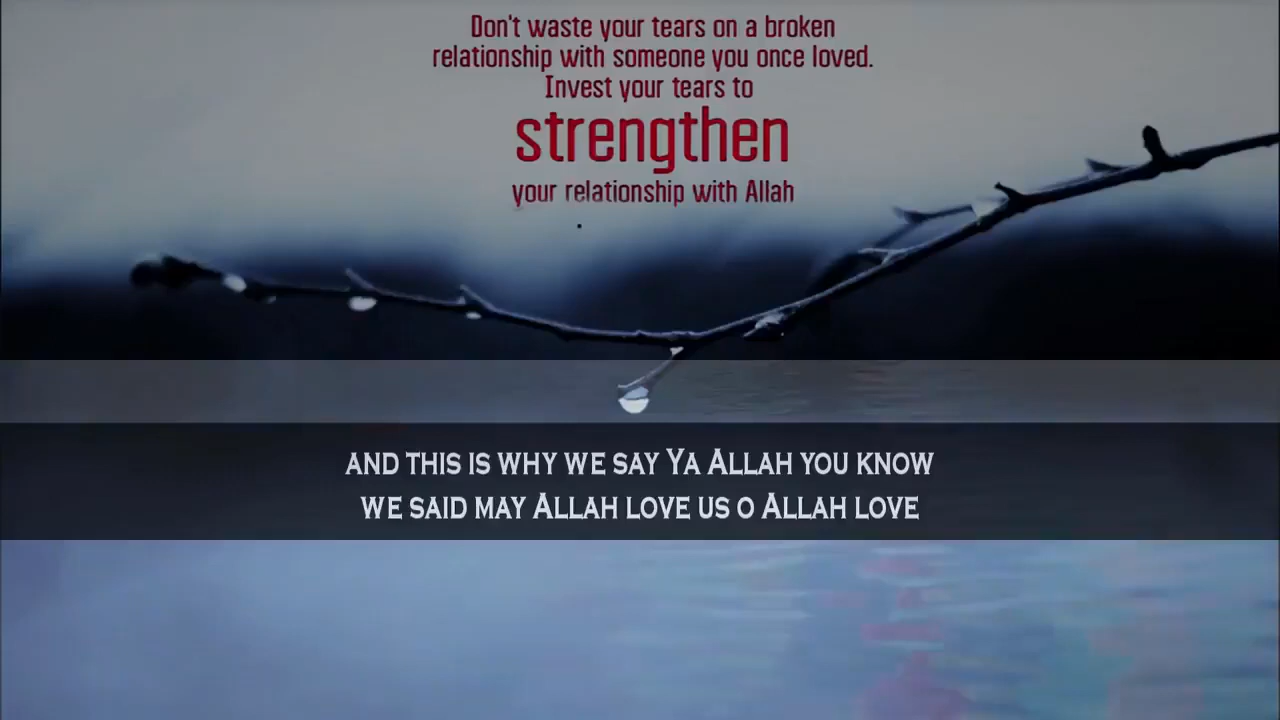 Don't waste your tears on a broken
relationship with someone you once loved.
Invest your tears to
strengthen
your relationship with Allah
AND THIS IS WHY WE SAY YA ALLAH YOU KNOW
WE SAID MAY ALLAH LOVE US O ALLAH LOVE